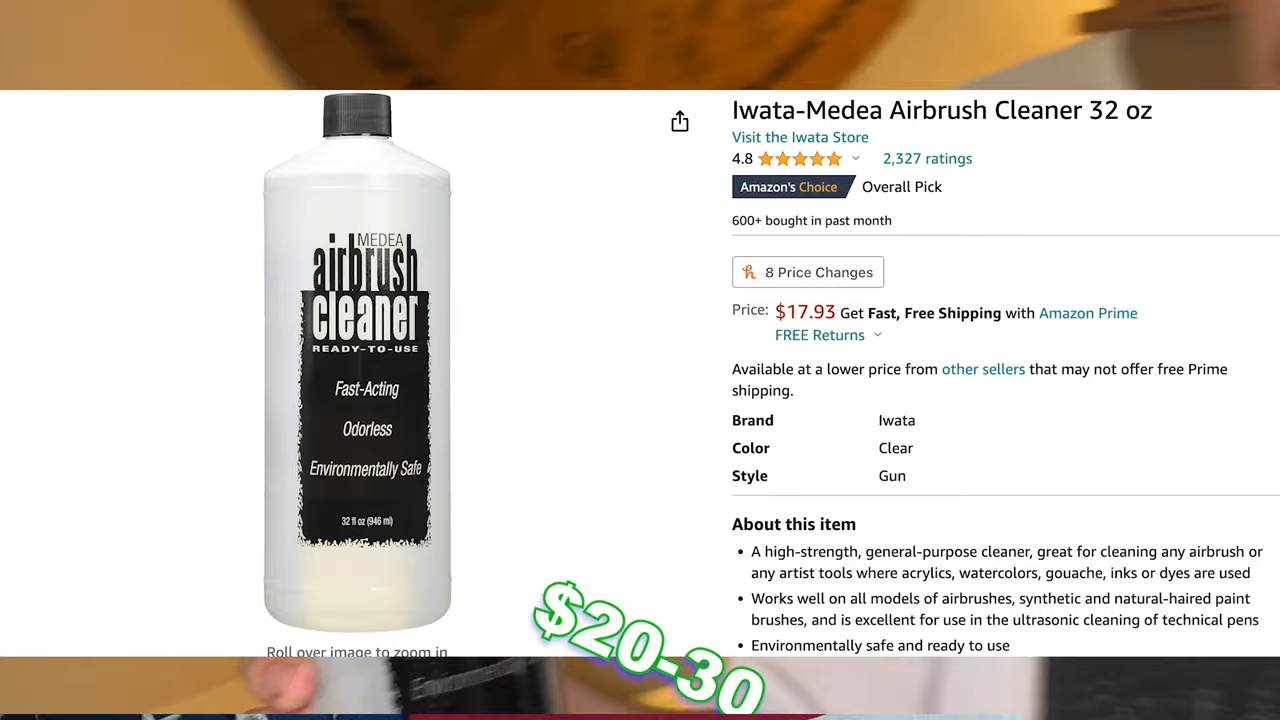 Iwata-Medea Airbrush Cleaner 32 oz
Visit the Iwata Store
4.8
2,327 ratings
Amazon's Choice
Overall Pick
600+ bought in past month
8 Price Changes
Price: $17.93 Get Fast, Free Shipping with Amazon Prime
FREE Returns
Available at a lower price from other sellers that may not offer free Prime
shipping.
Brand Iwata
Color Clear
Style Gun
About this item
• A high-strength, general-purpose cleaner, great for cleaning any airbrush or
any artist tools where acrylics, watercolors, gouache, inks or dyes are used
• Works well on all models of airbrushes, synthetic and natural-haired paint
brushes, and is excellent for use in the ultrasonic cleaning of technical pens
• Environmentally safe and ready to use
MEDEA
airbrush
cleaner
READY-TO-USE
Fast-Acting
Odorless
Environmentally Safe
32 fl oz (946 ml)
Roll over image to zoom in
$20-30